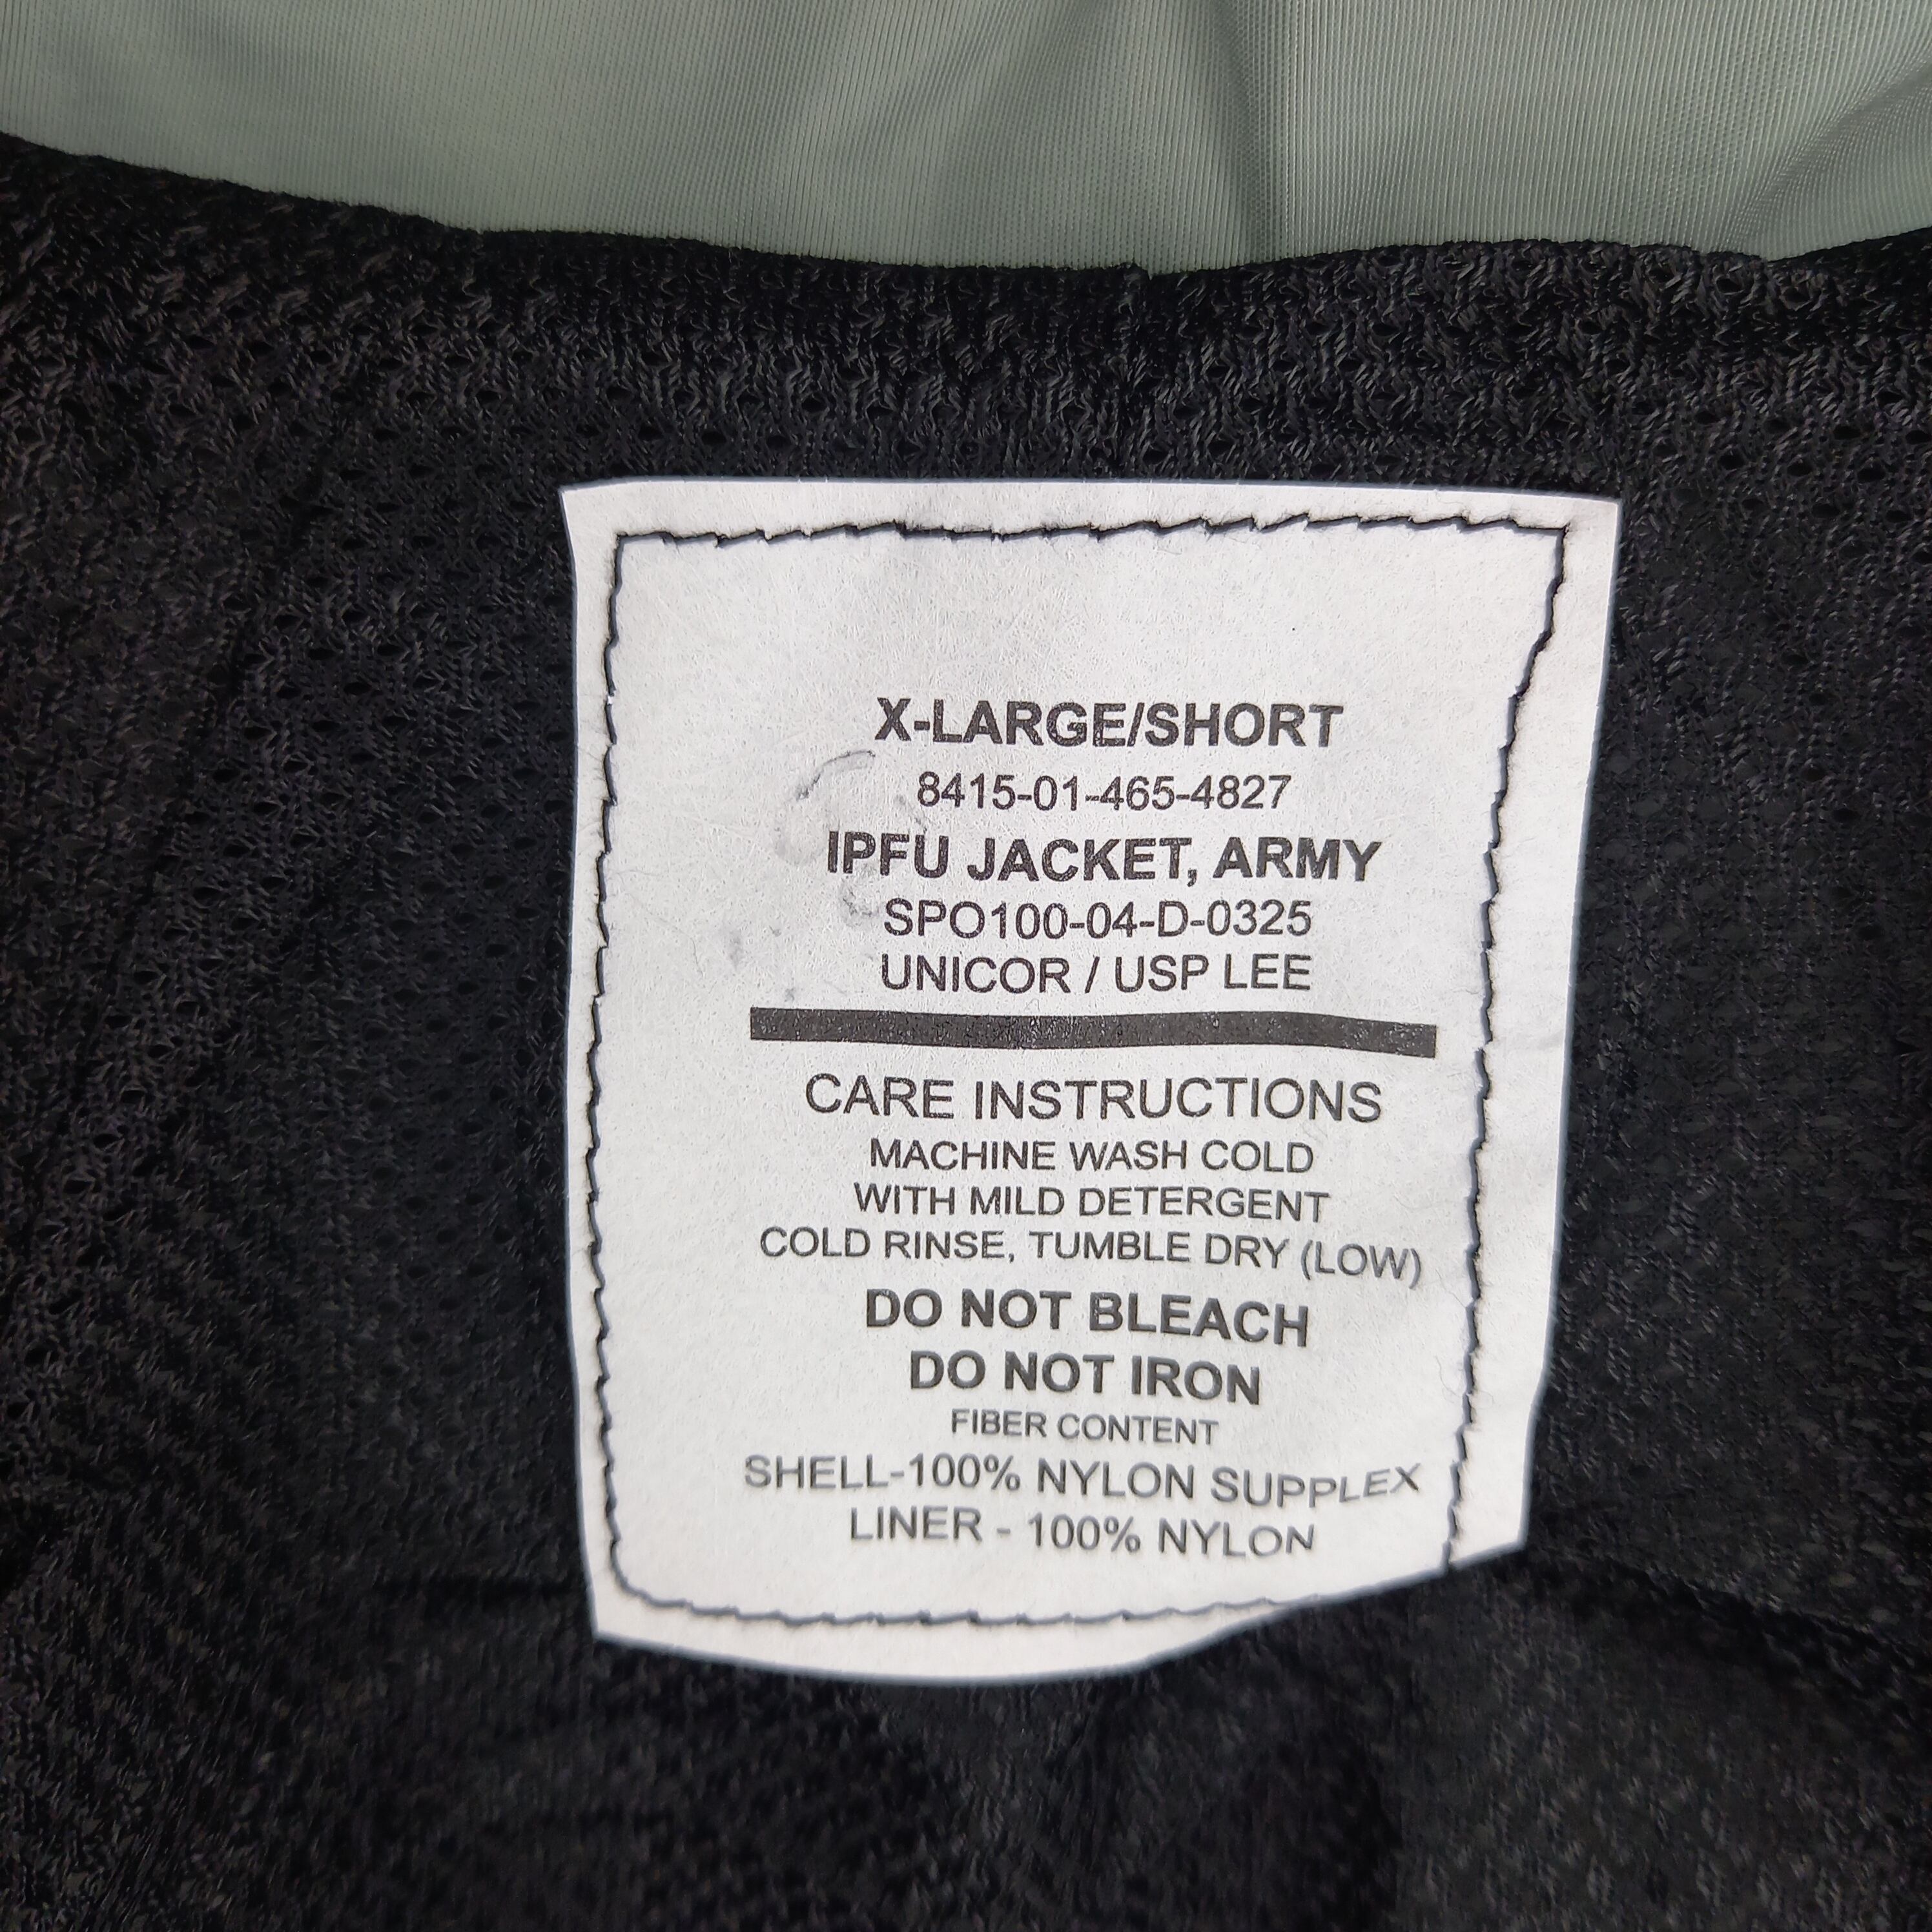 X-LARGE/SHORT
8415-01-465-4827
IPFU JACKET, ARMY
SPO100-04-D-0325
UNICOR / USP LEE
CARE INSTRUCTIONS
MACHINE WASH COLD
WITH MILD DETERGENT
COLD RINSE, TUMBLE DRY (LOW)
DO NOT BLEACH
DO NOT IRON
FIBER CONTENT
SHELL-100% NYLON SUPPLEX
LINER - 100% NYLON